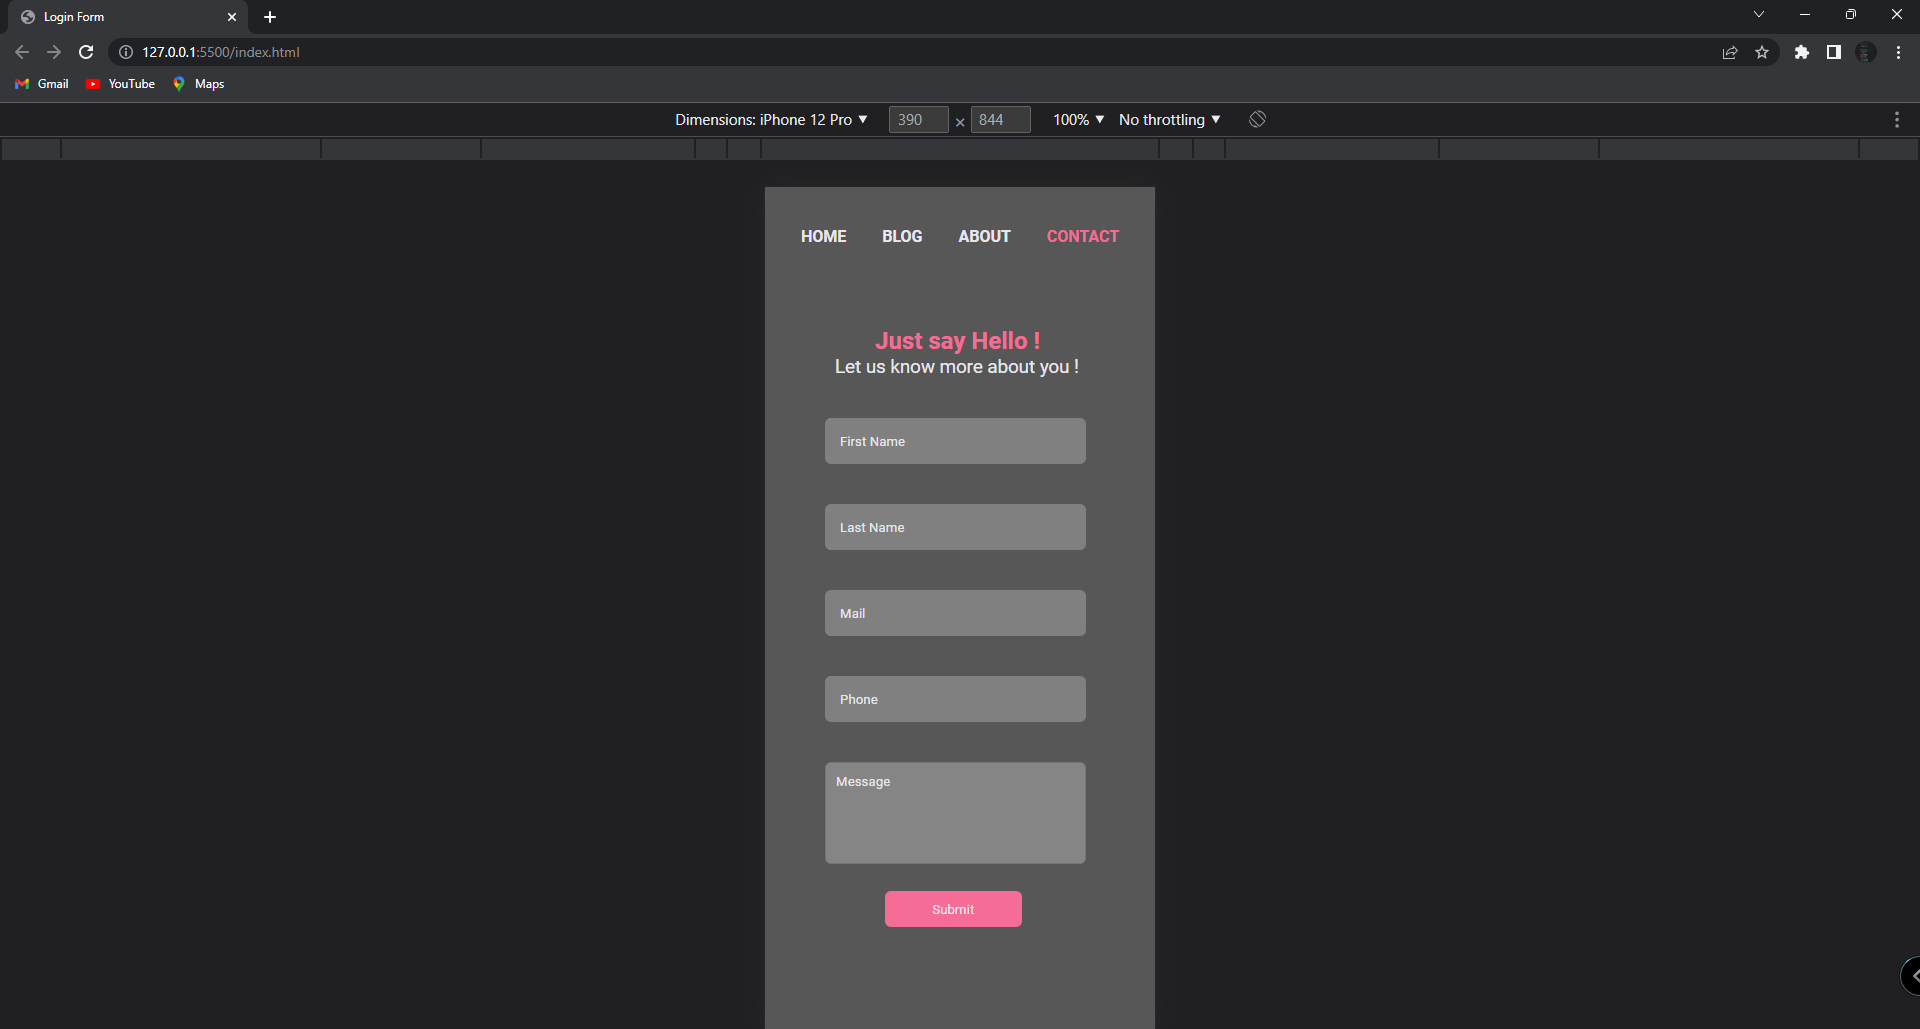 Login Form
127.0.0.1:5500/index.html
Gmail YouTube Maps
Dimensions: iPhone 12 Pro 390 × 844 100% No throttling
HOME BLOG ABOUT CONTACT
Just say Hello !
Let us know more about you !
First Name
Last Name
Mail
Phone
Message
Submit